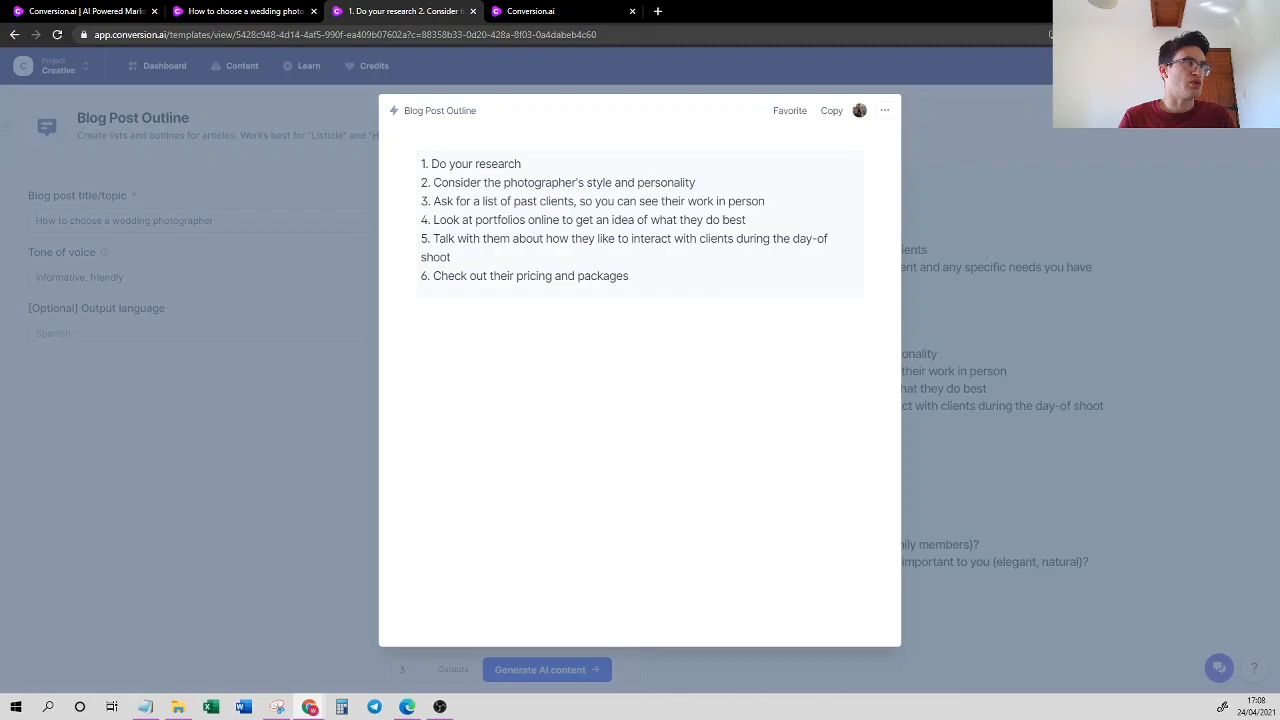 Conversion.ai | AI Powered Mark
How to choose a wedding photo
1. Do your research 2. Consider t
Conversion.ai
app.conversion.ai/templates/view/5428c948-4d14-4af5-990f-ea409b07602a?c=88358b33-0d20-428a-8f03-0a4dabeb4c60
C
Project
Creative
Dashboard
Content
Learn
Credits
Blog Post Outline
Create lists and outlines for articles. Works best for "Listicle" and "H
Blog post title/topic *
How to choose a wedding photographer
Tone of voice
informative, friendly
[Optional] Output language
Spanish
Blog Post Outline
Favorite
Copy
1. Do your research
2. Consider the photographer's style and personality
3. Ask for a list of past clients, so you can see their work in person
4. Look at portfolios online to get an idea of what they do best
5. Talk with them about how they like to interact with clients during the day-of
shoot
6. Check out their pricing and packages
ients
ent and any specific needs you have
onality
their work in person
hat they do best
ct with clients during the day-of shoot
mily members)?
important to you (elegant, natural)?
3
Outputs
Generate AI content
?
17:08
24/04/2021